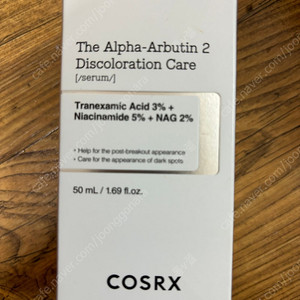 The Alpha-Arbutin 2
Discoloration Care
[/serum/]
Tranexamic Acid 3% +
Niacinamide 5% + NAG 2%
• Help for the post-breakout appearance
• Care for the appearance of dark spots
50 mL / 1.69 fl.oz.
COSRX